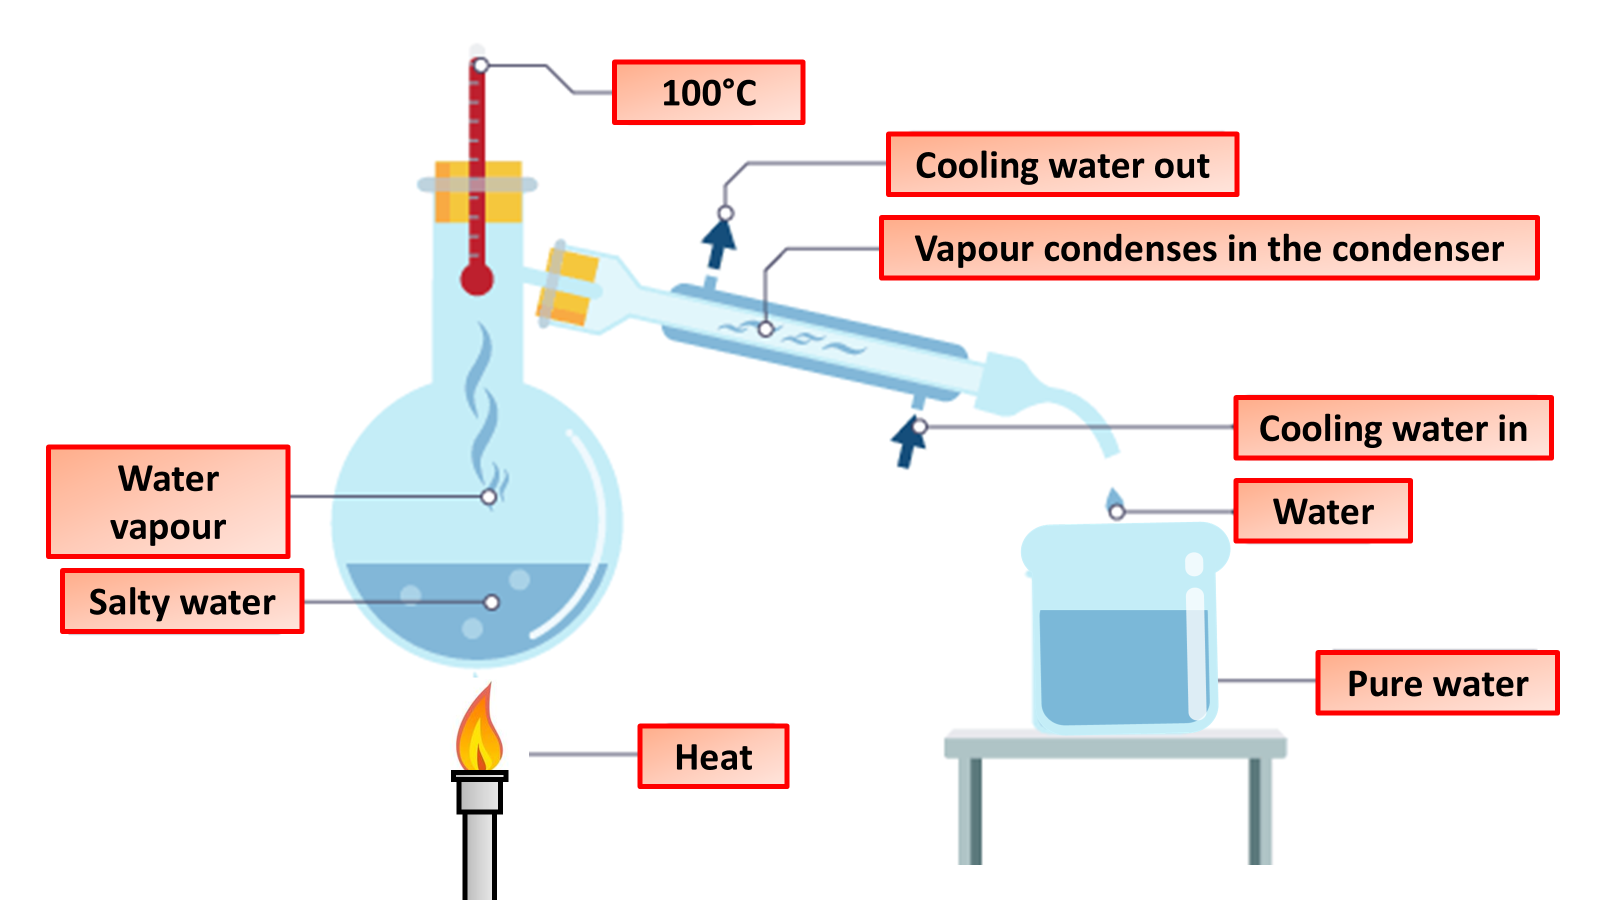 100°C
Cooling water out
Vapour condenses in the condenser
Cooling water in
Water
vapour
Water
Salty water
Pure water
Heat